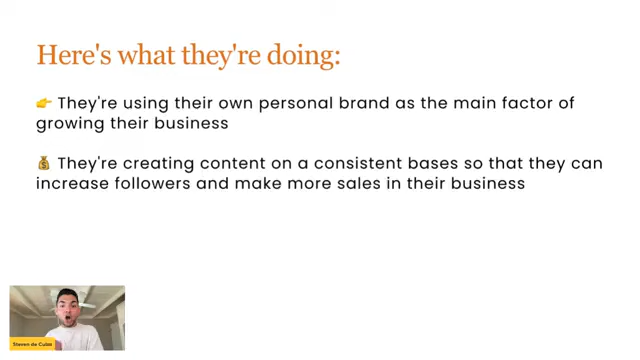 Here's what they're doing:
👉 They're using their own personal brand as the main factor of
growing their business
💰 They're creating content on a consistent bases so that they can
increase followers and make more sales in their business
Steven de Cuba